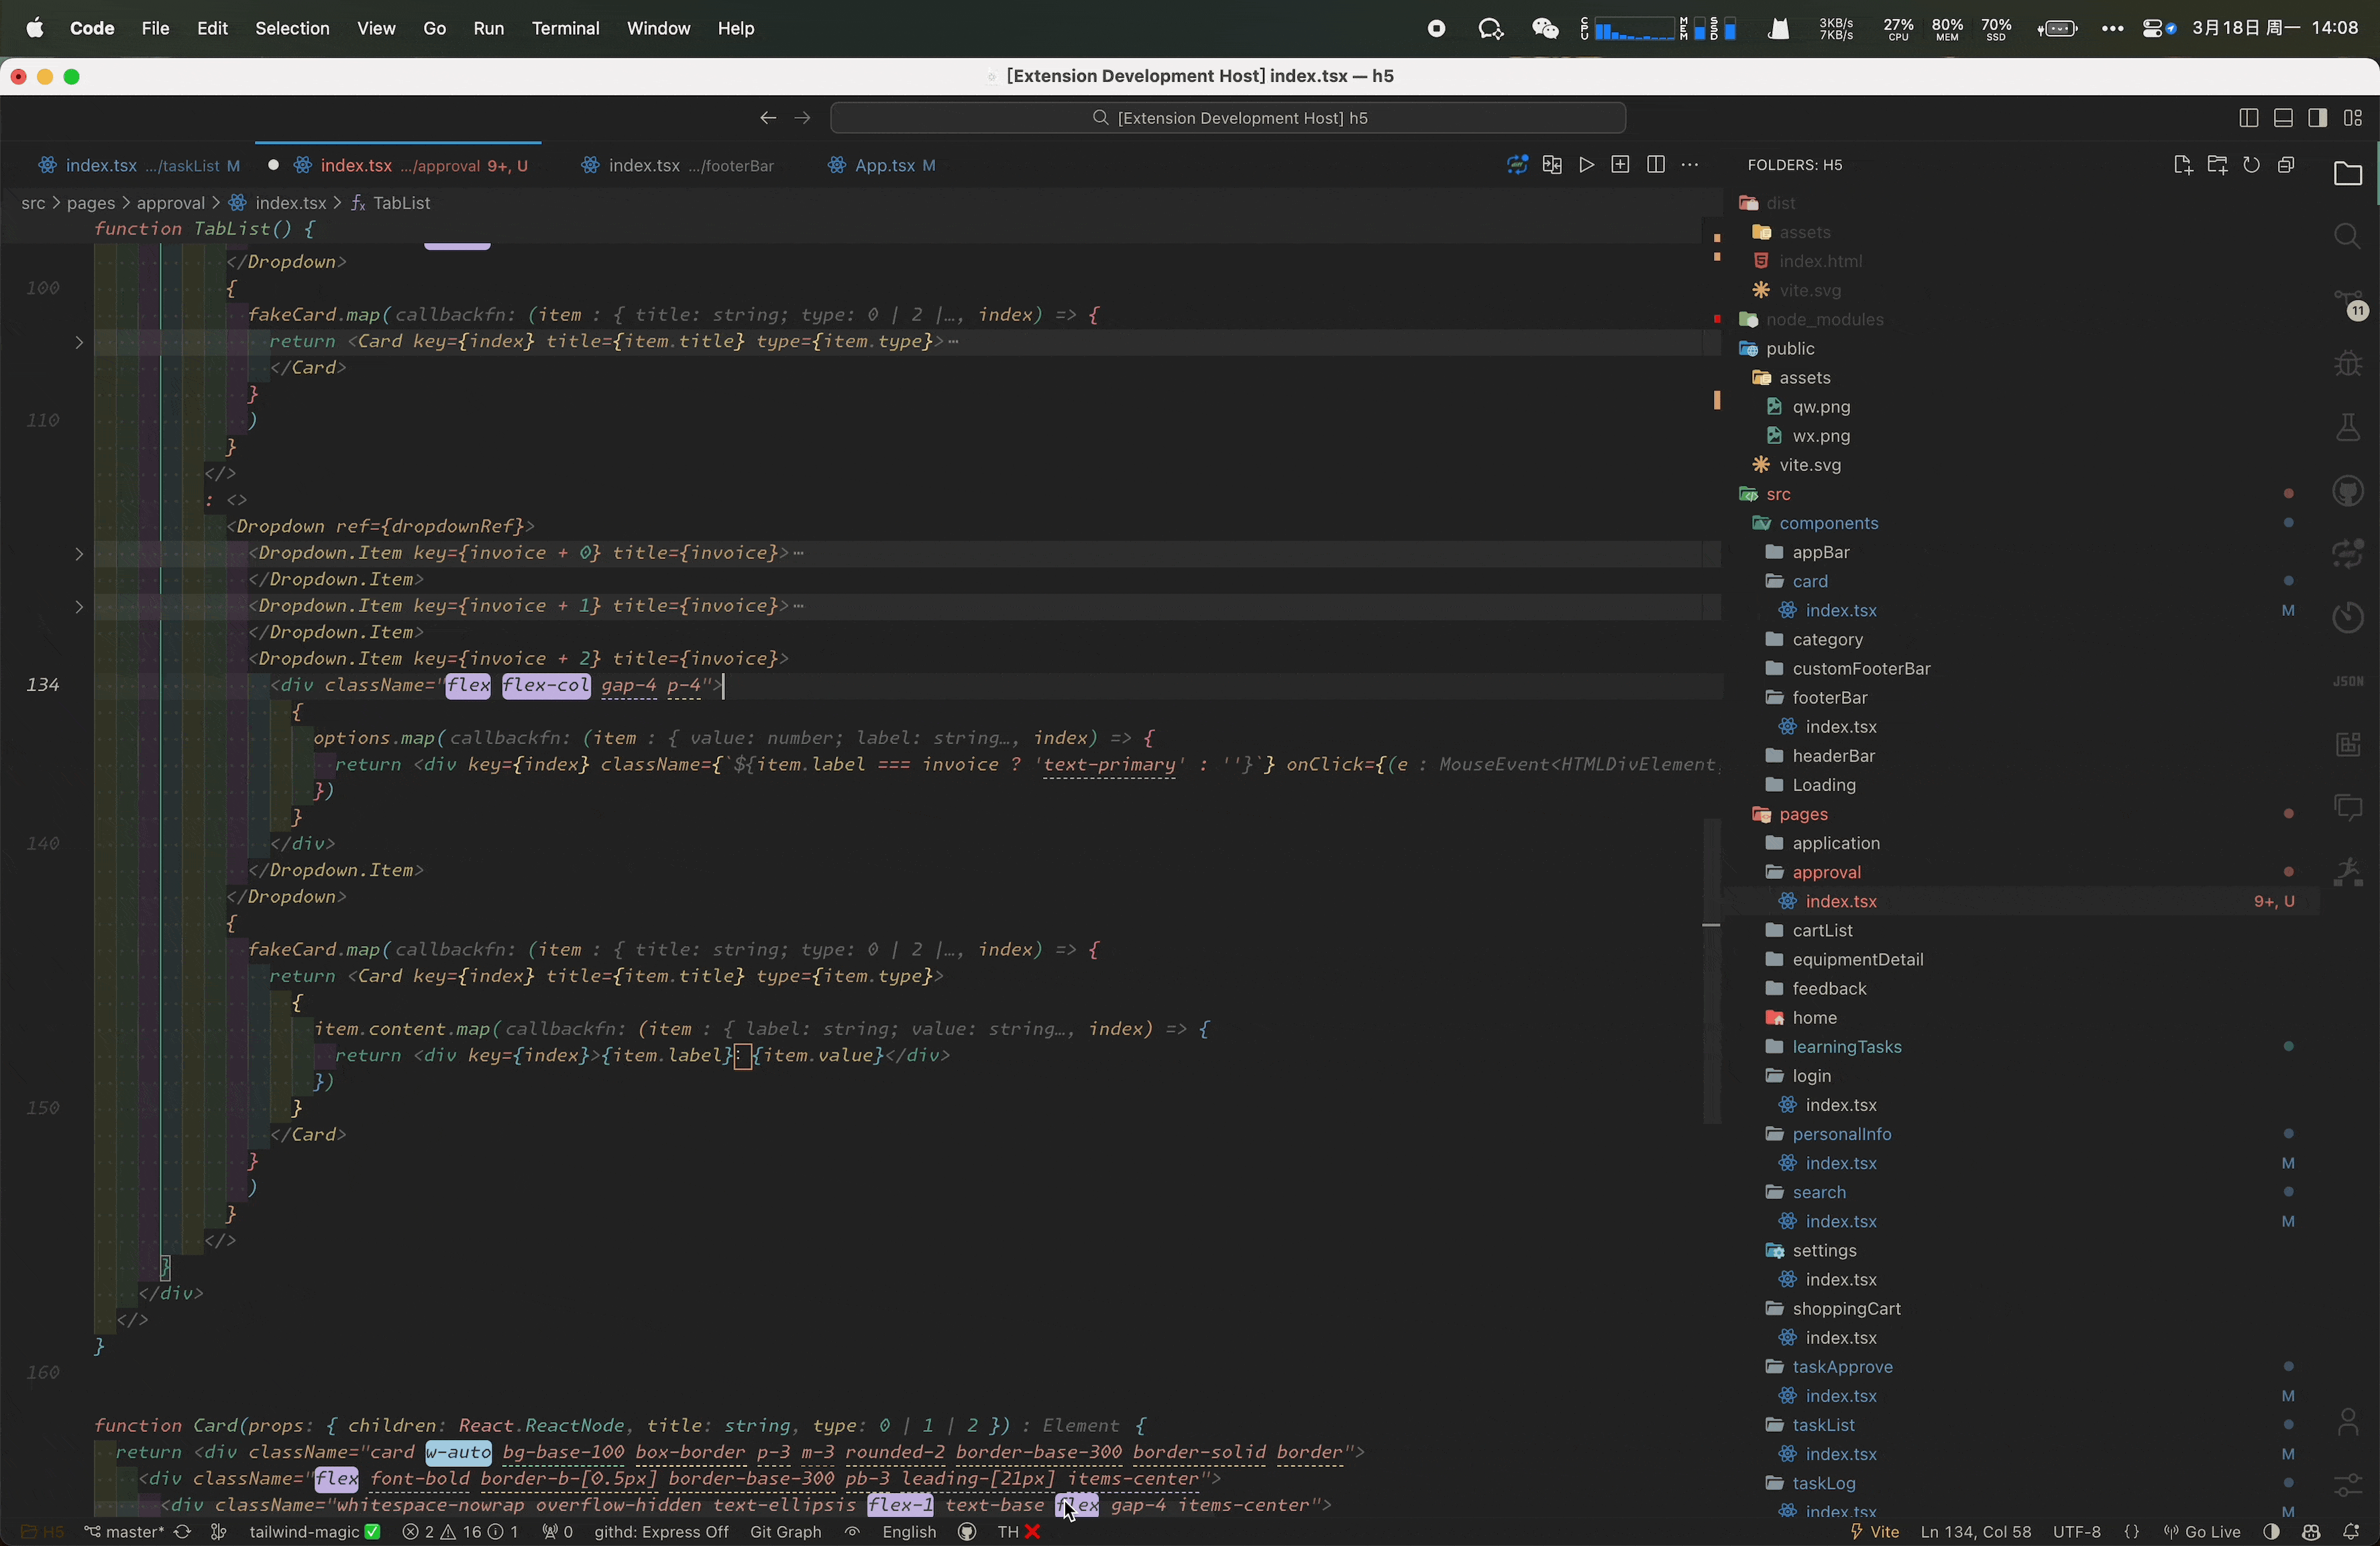 Code File Edit Selection View Go Run Terminal Window Help
CPU MEM SSD 3KB/s 7KB/s 27% CPU 80% MEM 70% SSD ••• 3月18日 周一 14:08
[Extension Development Host] index.tsx — h5
[Extension Development Host] h5
index.tsx .../taskList M
index.tsx .../approval 9+, U
index.tsx .../footerBar
App.tsx M
src > pages > approval > index.tsx > TabList
function TabList() {
</Dropdown>
100 {
fakeCard.map(callbackfn: (item : { title: string; type: 0 | 2 |…, index) => {
return <Card key={index} title={item.title} type={item.type}>⋯
</Card>
}
110 )
}
</>
: <>
<Dropdown ref={dropdownRef}>
<Dropdown.Item key={invoice + 0} title={invoice}>⋯
</Dropdown.Item>
<Dropdown.Item key={invoice + 1} title={invoice}>⋯
</Dropdown.Item>
<Dropdown.Item key={invoice + 2} title={invoice}>
134 <div className="flex flex-col gap-4 p-4">
{
options.map(callbackfn: (item : { value: number; label: string…, index) => {
return <div key={index} className={`${item.label === invoice ? 'text-primary' : ''}`} onClick={(e : MouseEvent<HTMLDivElement,
})
}
140 </div>
</Dropdown.Item>
</Dropdown>
{
fakeCard.map(callbackfn: (item : { title: string; type: 0 | 2 |…, index) => {
return <Card key={index} title={item.title} type={item.type}>
{
item.content.map(callbackfn: (item : { label: string; value: string…, index) => {
return <div key={index}>{item.label}：{item.value}</div>
})
150 }
</Card>
}
)
}
</>
}
</div>
</>
}
160
function Card(props: { children: React.ReactNode, title: string, type: 0 | 1 | 2 }) : Element {
return <div className="card w-auto bg-base-100 box-border p-3 m-3 rounded-2 border-base-300 border-solid border">
<div className="flex font-bold border-b-[0.5px] border-base-300 pb-3 leading-[21px] items-center">
<div className="whitespace-nowrap overflow-hidden text-ellipsis flex-1 text-base flex gap-4 items-center">
FOLDERS: H5
dist
assets
index.html
vite.svg
node_modules
public
assets
qw.png
wx.png
vite.svg
src
components
appBar
card
index.tsx M
category
customFooterBar
footerBar
index.tsx
headerBar
Loading
pages
application
approval
index.tsx 9+, U
cartList
equipmentDetail
feedback
home
learningTasks
login
index.tsx
personalInfo
index.tsx M
search
index.tsx M
settings
index.tsx
shoppingCart
index.tsx
taskApprove
index.tsx M
taskList
index.tsx M
taskLog
index.tsx M
11
JSON
H5 master* tailwind-magic ✅ 2 16 1 0 githd: Express Off Git Graph English TH ❌ Vite Ln 134, Col 58 UTF-8 {} Go Live